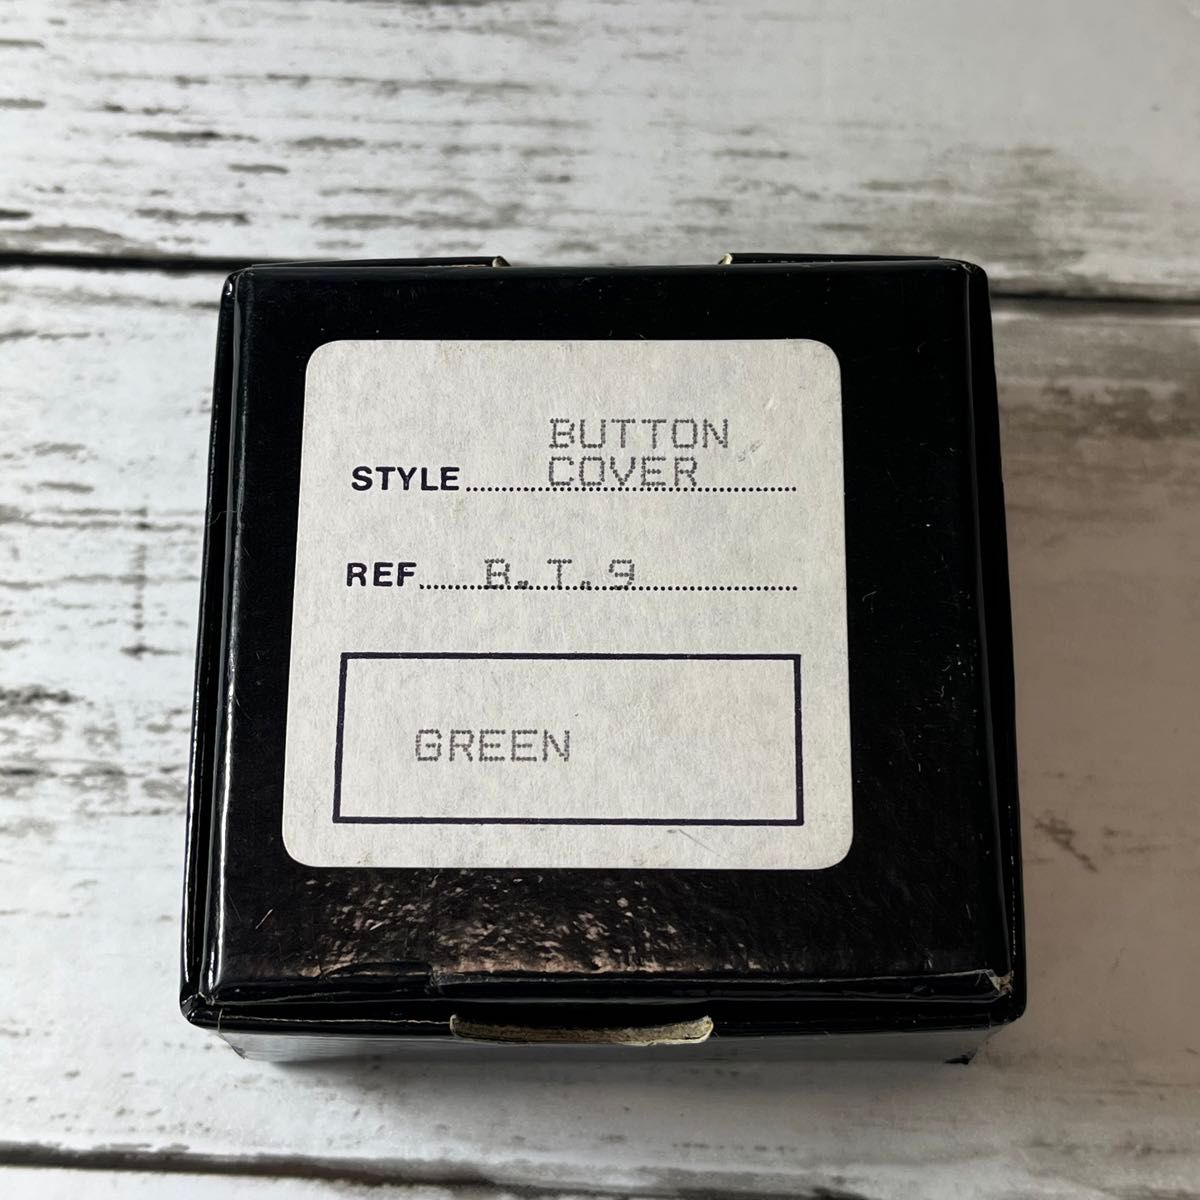 BUTTON
STYLE COVER
REF B.T.9
GREEN